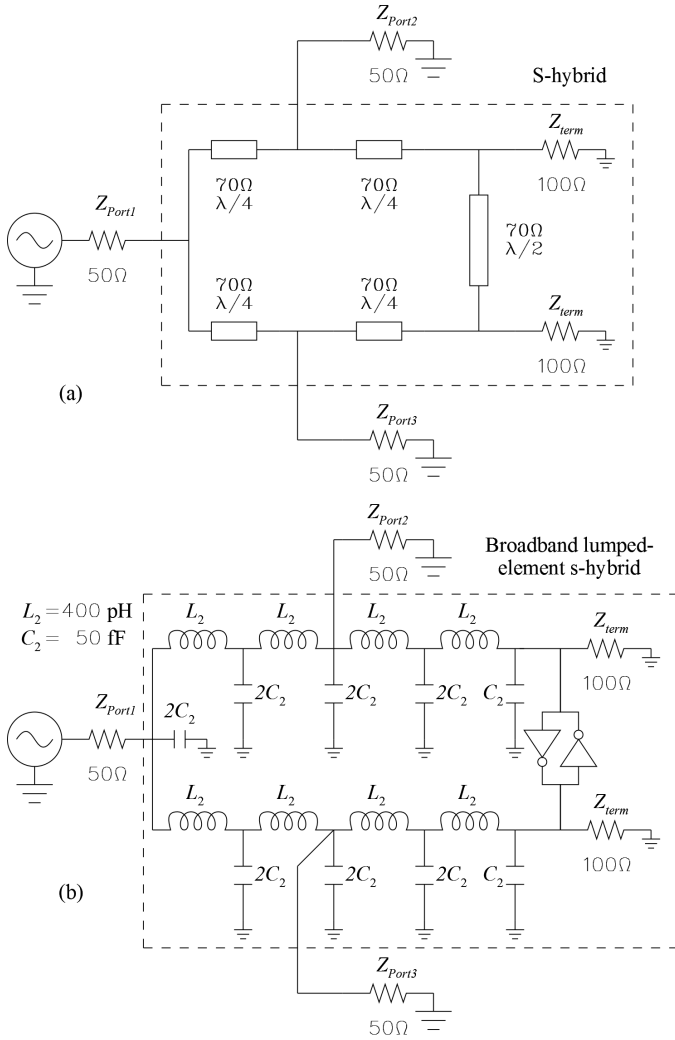 Z_Port2
50Ω
S-hybrid
Z_term
100Ω
70Ω
λ/4
70Ω
λ/4
Z_Port1
50Ω
70Ω
λ/2
70Ω
λ/4
70Ω
λ/4
Z_term
100Ω
(a)
Z_Port3
50Ω
Z_Port2
50Ω
Broadband lumped-
element s-hybrid
L_2 = 400 pH
C_2 = 50 fF
L_2 L_2 L_2 L_2
Z_term
100Ω
Z_Port1
50Ω
2C_2
2C_2 2C_2 2C_2 C_2
L_2 L_2 L_2 L_2
Z_term
100Ω
2C_2 2C_2 2C_2 C_2
(b)
Z_Port3
50Ω